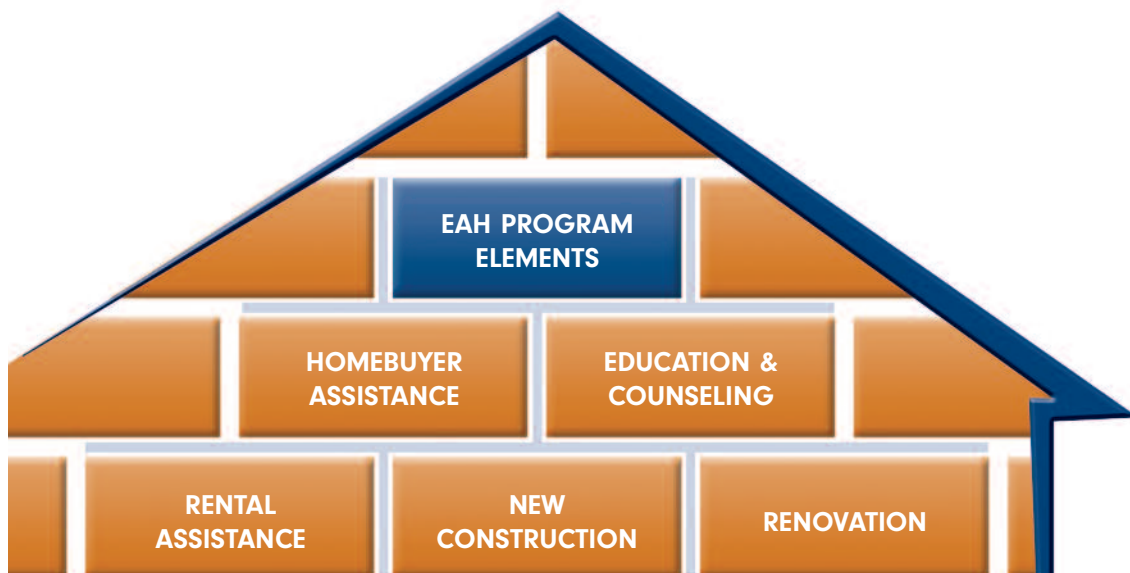 EAH PROGRAM
ELEMENTS
HOMEBUYER
ASSISTANCE
EDUCATION &
COUNSELING
RENTAL
ASSISTANCE
NEW
CONSTRUCTION
RENOVATION